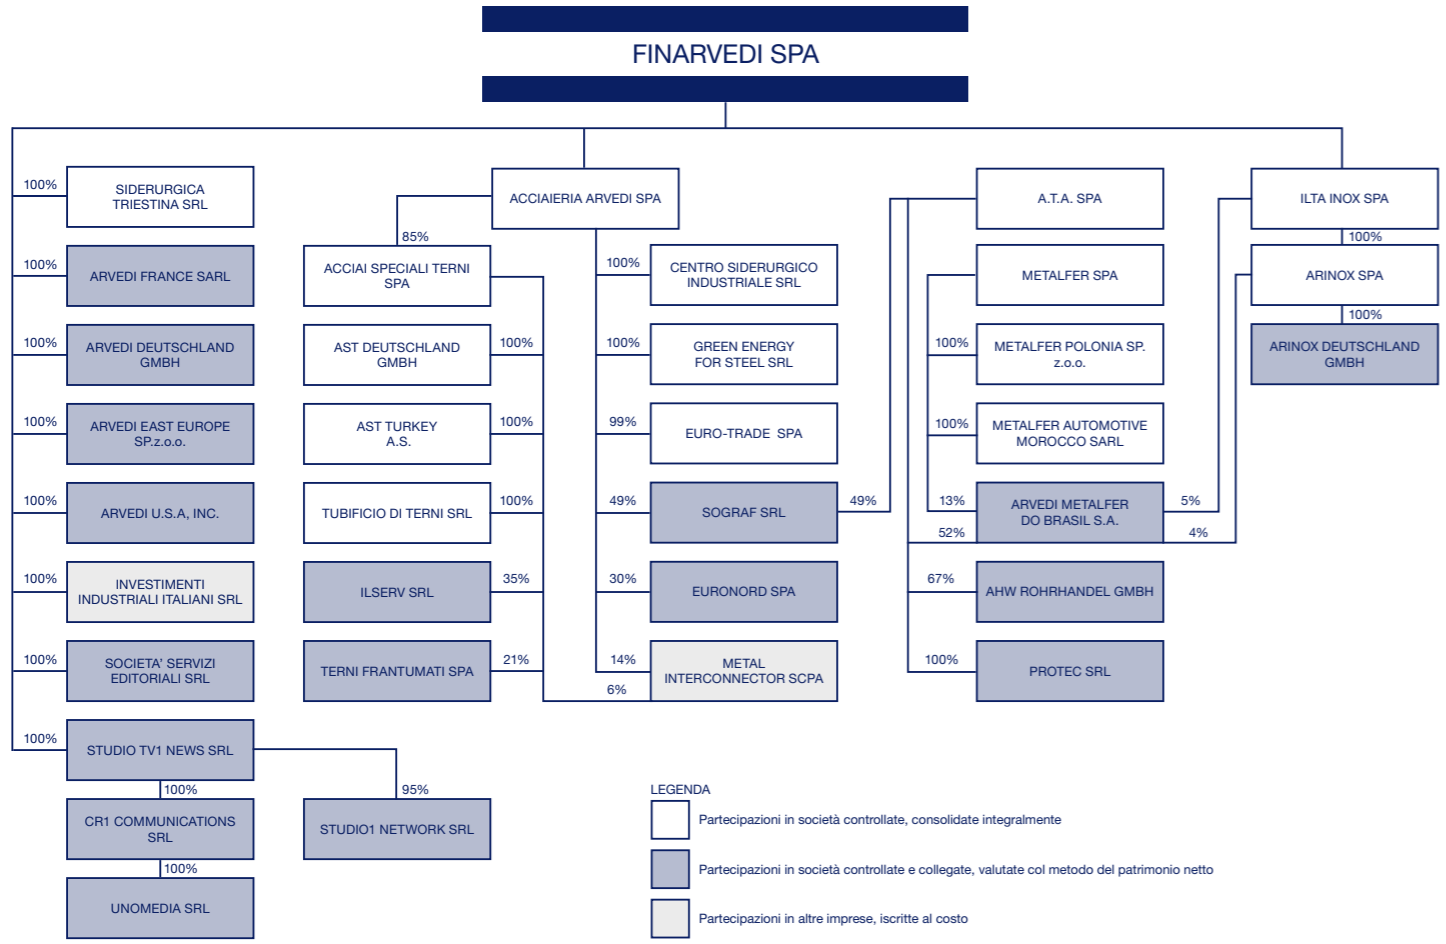 FINARVEDI SPA
100%
SIDERURGICA
TRIESTINA SRL
100%
ARVEDI FRANCE SARL
100%
ARVEDI DEUTSCHLAND
GMBH
100%
ARVEDI EAST EUROPE
SP.z.o.o.
100%
ARVEDI U.S.A, INC.
100%
INVESTIMENTI
INDUSTRIALI ITALIANI SRL
100%
SOCIETA' SERVIZI
EDITORIALI SRL
100%
STUDIO TV1 NEWS SRL
100%
CR1 COMMUNICATIONS
SRL
100%
UNOMEDIA SRL
95%
STUDIO1 NETWORK SRL
ACCIAIERIA ARVEDI SPA
85%
ACCIAI SPECIALI TERNI
SPA
AST DEUTSCHLAND
GMBH
100%
AST TURKEY
A.S.
100%
TUBIFICIO DI TERNI SRL
100%
ILSERV SRL
35%
TERNI FRANTUMATI SPA
21%
100%
CENTRO SIDERURGICO
INDUSTRIALE SRL
100%
GREEN ENERGY
FOR STEEL SRL
99%
EURO-TRADE SPA
49%
SOGRAF SRL
49%
30%
EURONORD SPA
14%
METAL
INTERCONNECTOR SCPA
6%
A.T.A. SPA
METALFER SPA
100%
METALFER POLONIA SP.
z.o.o.
100%
METALFER AUTOMOTIVE
MOROCCO SARL
13%
ARVEDI METALFER
DO BRASIL S.A.
5%
52%
4%
67%
AHW ROHRHANDEL GMBH
100%
PROTEC SRL
ILTA INOX SPA
100%
ARINOX SPA
100%
ARINOX DEUTSCHLAND
GMBH
LEGENDA
Partecipazioni in società controllate, consolidate integralmente
Partecipazioni in società controllate e collegate, valutate col metodo del patrimonio netto
Partecipazioni in altre imprese, iscritte al costo